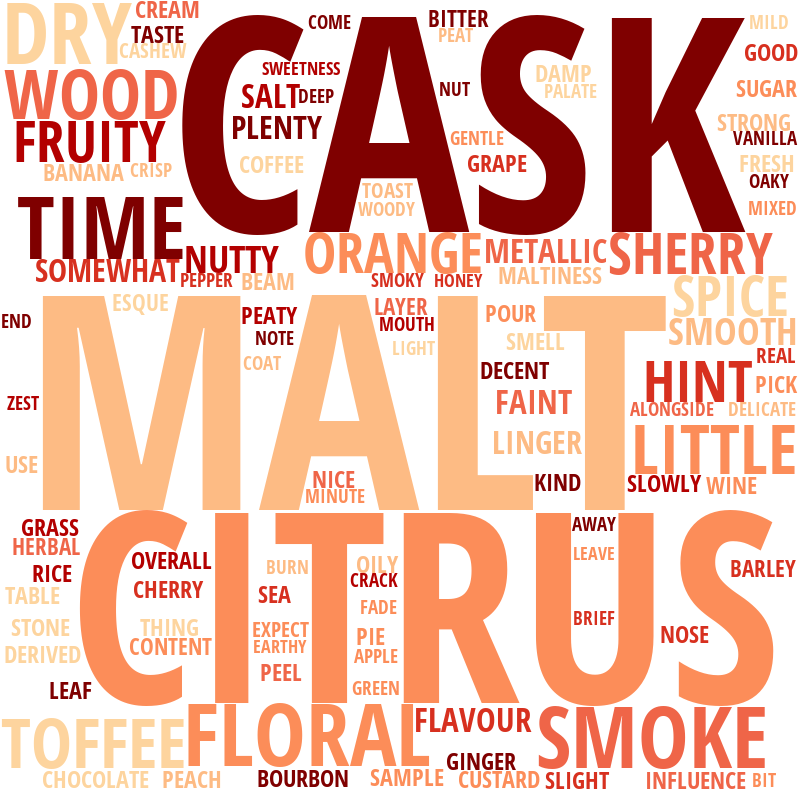 DRY
CREAM
TASTE
CASHEW
COME
BITTER
PEAT
MILD
CASK
GOOD
WOOD
SWEETNESS
SALT
DEEP
NUT
DAMP
PALATE
SUGAR
PLENTY
FRUITY
STRONG
VANILLA
GENTLE
BANANA
CRISP
COFFEE
GRAPE
FRESH
OAKY
TOAST
WOODY
MIXED
TIME
NUTTY
ORANGE
METALLIC
SHERRY
SOMEWHAT
PEPPER
BEAM
SMOKY
HONEY
MALTINESS
ESQUE
END
PEATY
LAYER
MOUTH
POUR
SPICE
SMOOTH
NOTE
LIGHT
SMELL
REAL
COAT
DECENT
MALT
HINT
PICK
ZEST
FAINT
ALONGSIDE
DELICATE
LINGER
LITTLE
USE
NICE
MINUTE
KIND
SLOWLY
WINE
GRASS
HERBAL
AWAY
CITRUS
RICE
OVERALL
BURN
OILY
CRACK
LEAVE
BARLEY
TABLE
CHERRY
SEA
FADE
STONE
THING
EXPECT
PIE
BRIEF
NOSE
DERIVED
CONTENT
EARTHY
APPLE
PEEL
LEAF
GREEN
TOFFEE
FLORAL
FLAVOUR
SMOKE
GINGER
CHOCOLATE
PEACH
BOURBON
SAMPLE
CUSTARD
SLIGHT
INFLUENCE
BIT